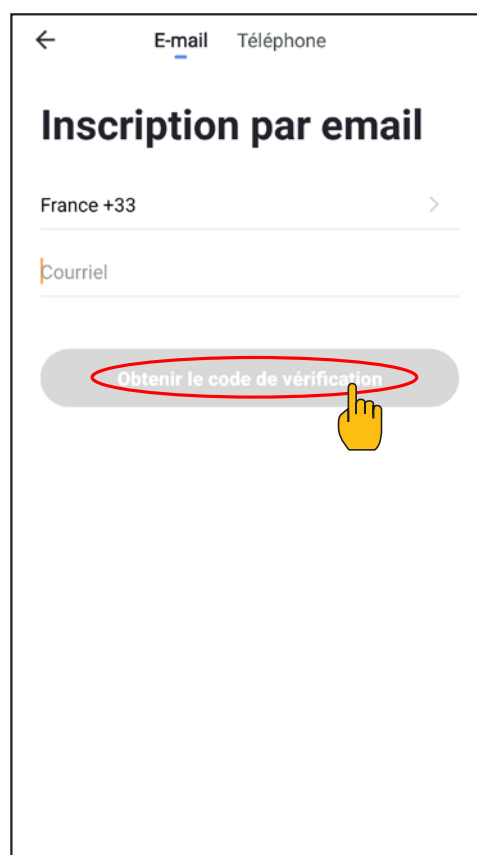 E-mail Téléphone
Inscription par email
France +33
Courriel
Obtenir le code de vérification